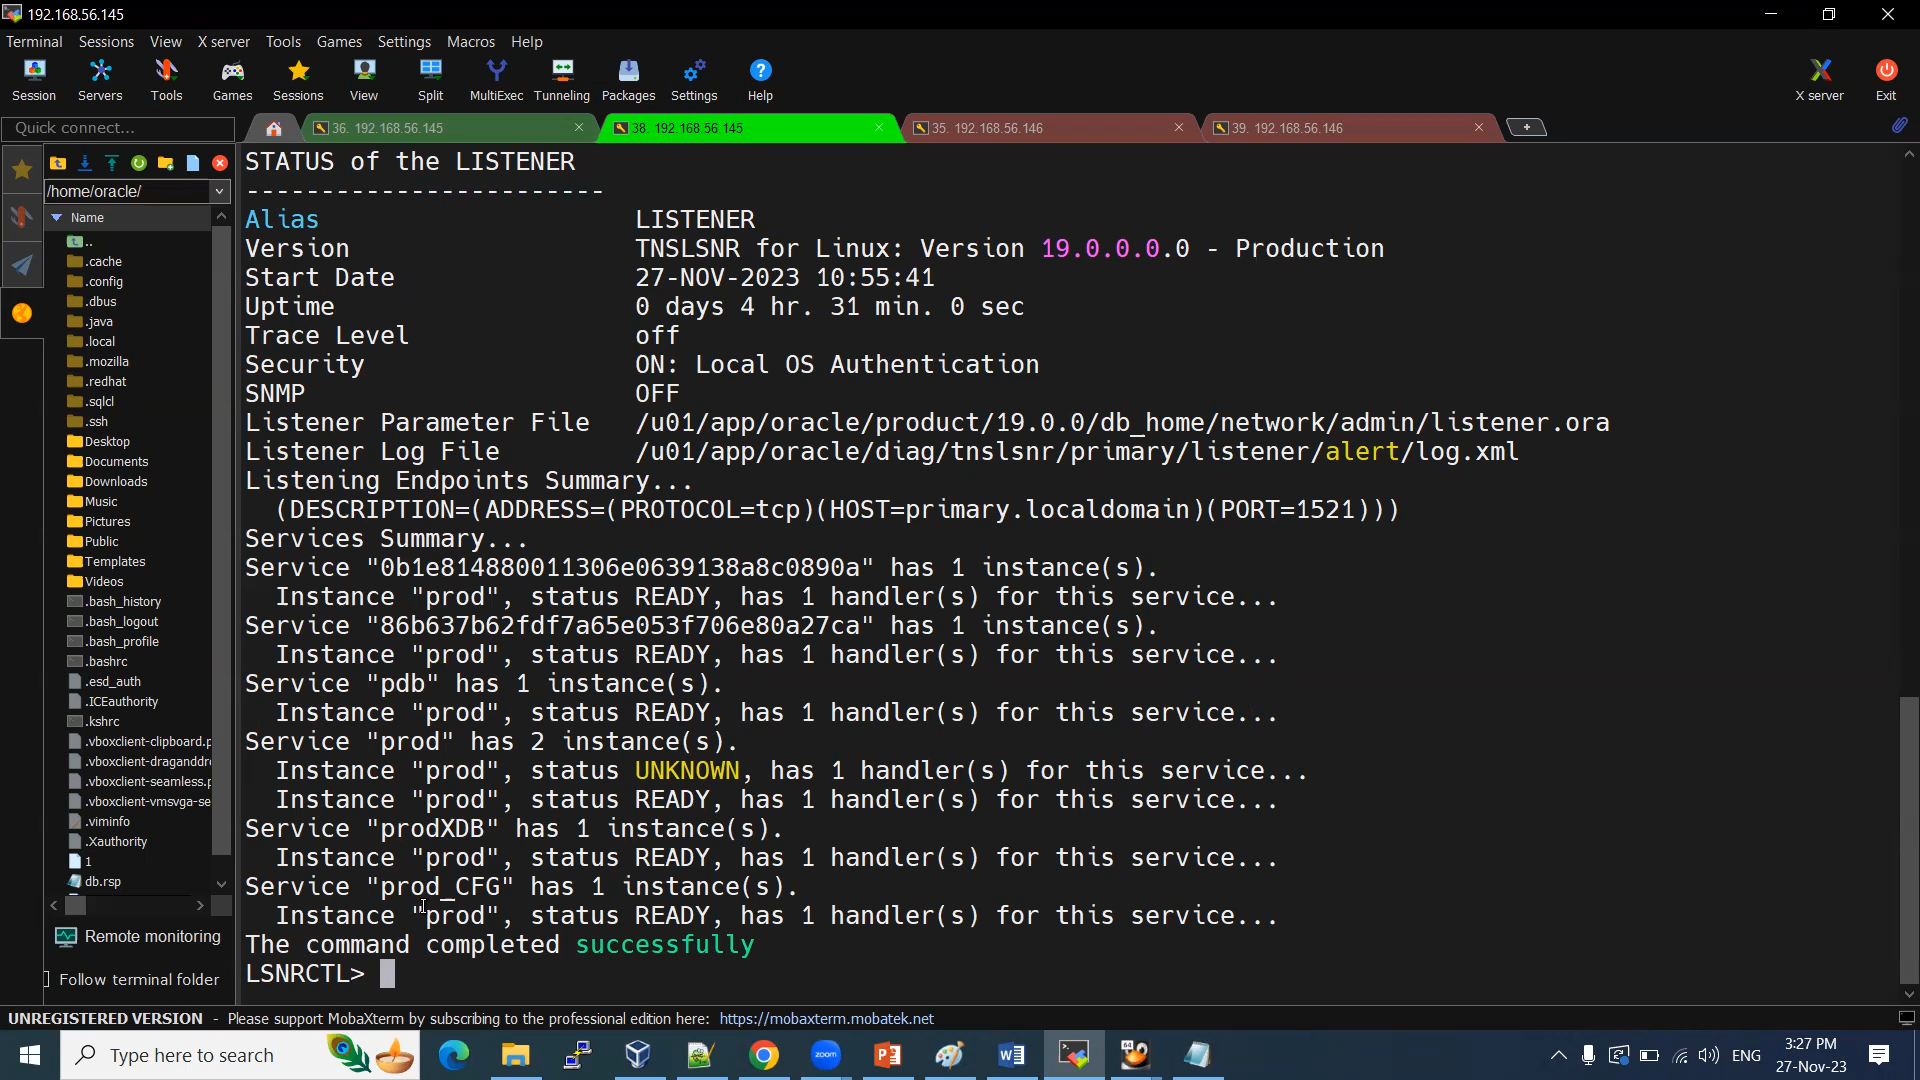 192.168.56.145
Terminal Sessions View X server Tools Games Settings Macros Help
Session Servers Tools Games Sessions View Split MultiExec Tunneling Packages Settings Help X server Exit
Quick connect... 36. 192.168.56.145 38. 192.168.56.145 35. 192.168.56.146 39. 192.168.56.146
/home/oracle/
Name
..
.cache
.config
.dbus
.java
.local
.mozilla
.redhat
.sqlcl
.ssh
Desktop
Documents
Downloads
Music
Pictures
Public
Templates
Videos
.bash_history
.bash_logout
.bash_profile
.bashrc
.esd_auth
.ICEauthority
.kshrc
.vboxclient-clipboard.p
.vboxclient-draganddr
.vboxclient-seamless.p
.vboxclient-vmsvga-se
.viminfo
.Xauthority
1
db.rsp
Remote monitoring
Follow terminal folder
STATUS of the LISTENER
------------------------
Alias LISTENER
Version TNSLSNR for Linux: Version 19.0.0.0.0 - Production
Start Date 27-NOV-2023 10:55:41
Uptime 0 days 4 hr. 31 min. 0 sec
Trace Level off
Security ON: Local OS Authentication
SNMP OFF
Listener Parameter File /u01/app/oracle/product/19.0.0/db_home/network/admin/listener.ora
Listener Log File /u01/app/oracle/diag/tnslsnr/primary/listener/alert/log.xml
Listening Endpoints Summary...
(DESCRIPTION=(ADDRESS=(PROTOCOL=tcp)(HOST=primary.localdomain)(PORT=1521)))
Services Summary...
Service "0b1e814880011306e0639138a8c0890a" has 1 instance(s).
Instance "prod", status READY, has 1 handler(s) for this service...
Service "86b637b62fdf7a65e053f706e80a27ca" has 1 instance(s).
Instance "prod", status READY, has 1 handler(s) for this service...
Service "pdb" has 1 instance(s).
Instance "prod", status READY, has 1 handler(s) for this service...
Service "prod" has 2 instance(s).
Instance "prod", status UNKNOWN, has 1 handler(s) for this service...
Instance "prod", status READY, has 1 handler(s) for this service...
Service "prodXDB" has 1 instance(s).
Instance "prod", status READY, has 1 handler(s) for this service...
Service "prod_CFG" has 1 instance(s).
Instance "prod", status READY, has 1 handler(s) for this service...
The command completed successfully
LSNRCTL>
UNREGISTERED VERSION - Please support MobaXterm by subscribing to the professional edition here: https://mobaxterm.mobatek.net
Type here to search
zoom
64
ENG
3:27 PM
27-Nov-23